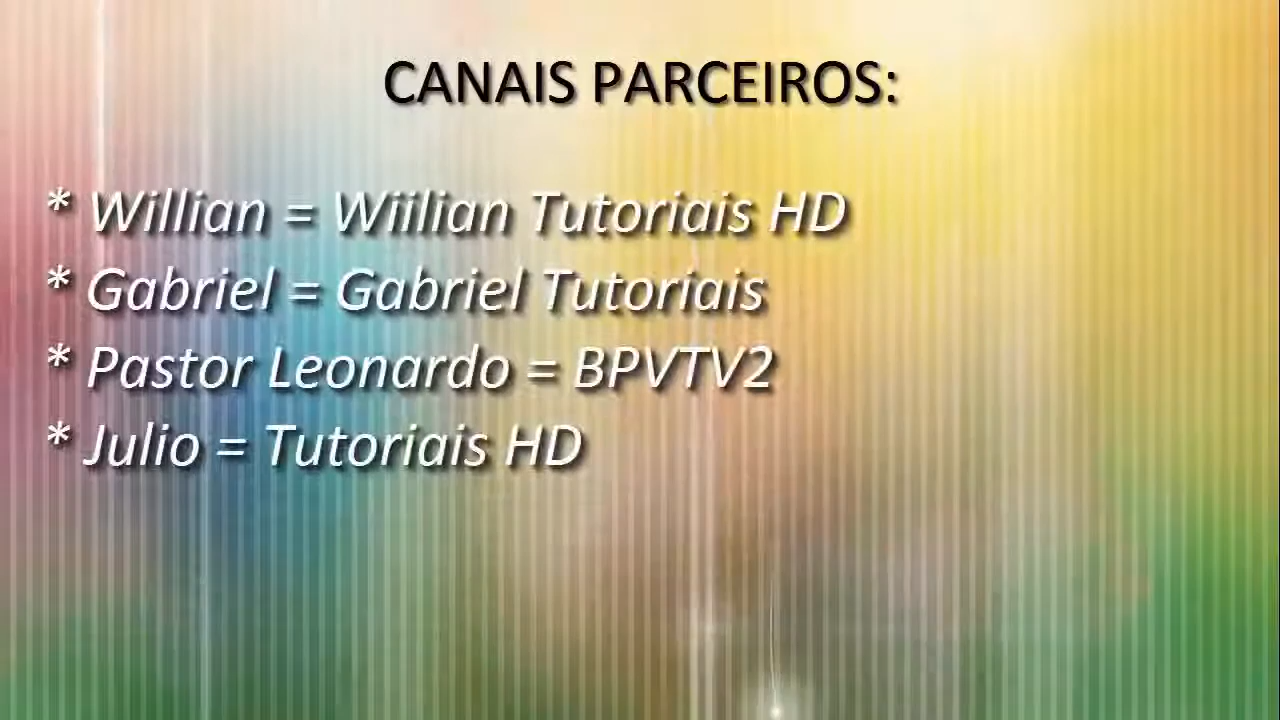 CANAIS PARCEIROS:
* Willian = Wiilian Tutoriais HD
* Gabriel = Gabriel Tutoriais
* Pastor Leonardo = BPVTV2
* Julio = Tutoriais HD